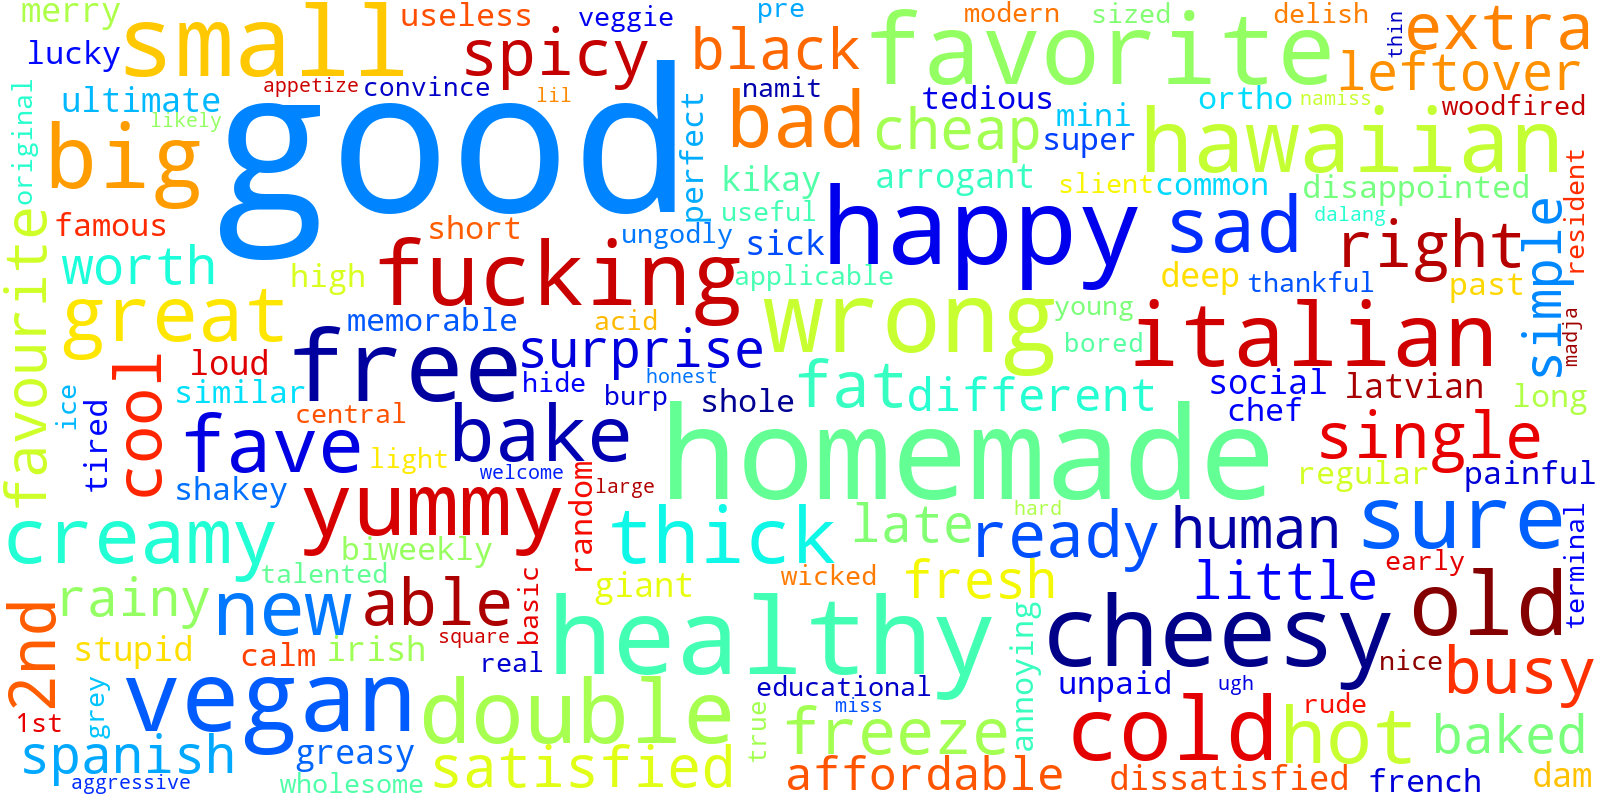 merry
small
useless
veggie
pre
modern
sized
delish
thin
extra
lucky
spicy
black
favorite
leftover
appetize
convince
lil
namit
tedious
mini
ortho
namiss
woodfired
original
ultimate
likely
good
perfect
bad
cheap
super
hawaiian
big
kikay
arrogant
slient
common
disappointed
resident
favourite
famous
short
useful
ungodly
sick
happy
sad
dalang
right
simple
worth
high
fucking
applicable
deep
thankful
past
great
memorable
acid
wrong
young
bored
italian
madja
cool
loud
free
surprise
similar
hide
honest
burp
shole
fat
different
social
latvian
long
ice
tired
central
fave
bake
chef
single
light
welcome
homemade
regular
painful
shakey
yummy
random
large
hard
creamy
biweekly
thick
late
ready
human
sure
terminal
talented
giant
wicked
fresh
little
early
rainy
new
able
basic
healthy
annoying
cheesy
old
2nd
stupid
calm
irish
square
real
nice
busy
1st
grey
vegan
double
true
educational
miss
unpaid
ugh
rude
spanish
greasy
satisfied
freeze
cold
hot
baked
aggressive
wholesome
affordable
dissatisfied
french
dam